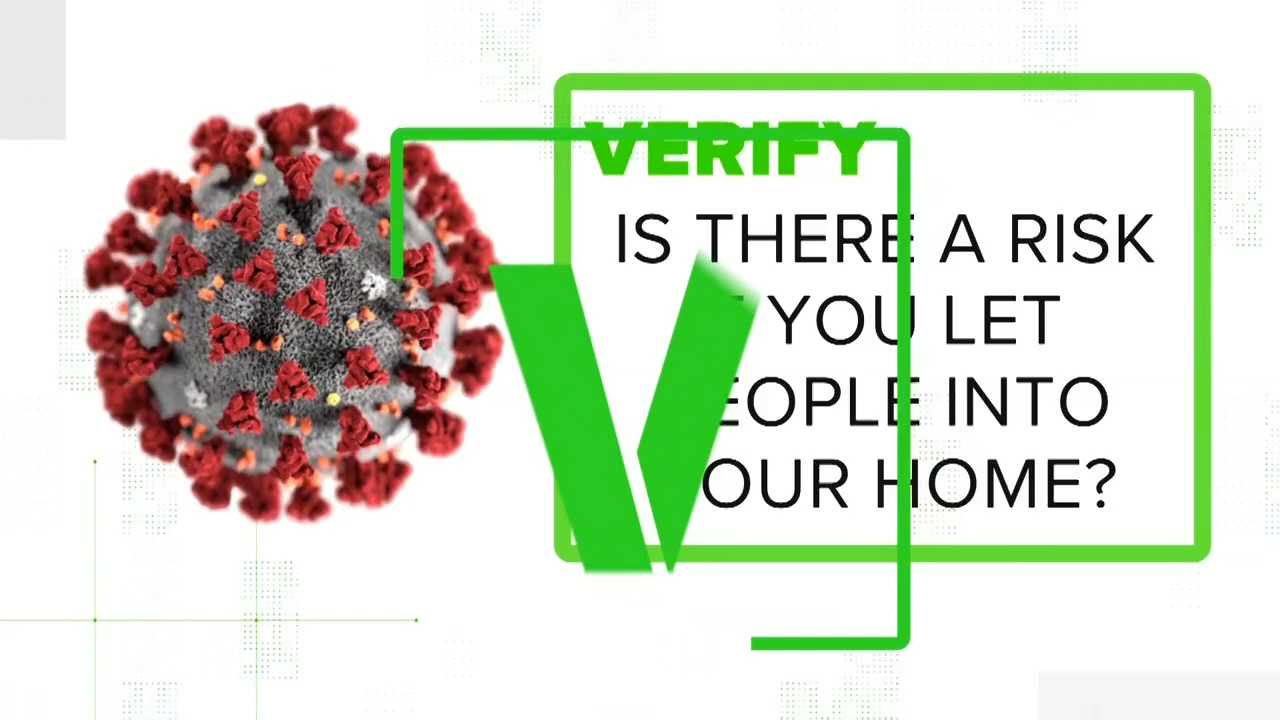 VERIFY
IS THERE A RISK
YOU LET
EOPLE INTO
OUR HOME?
V